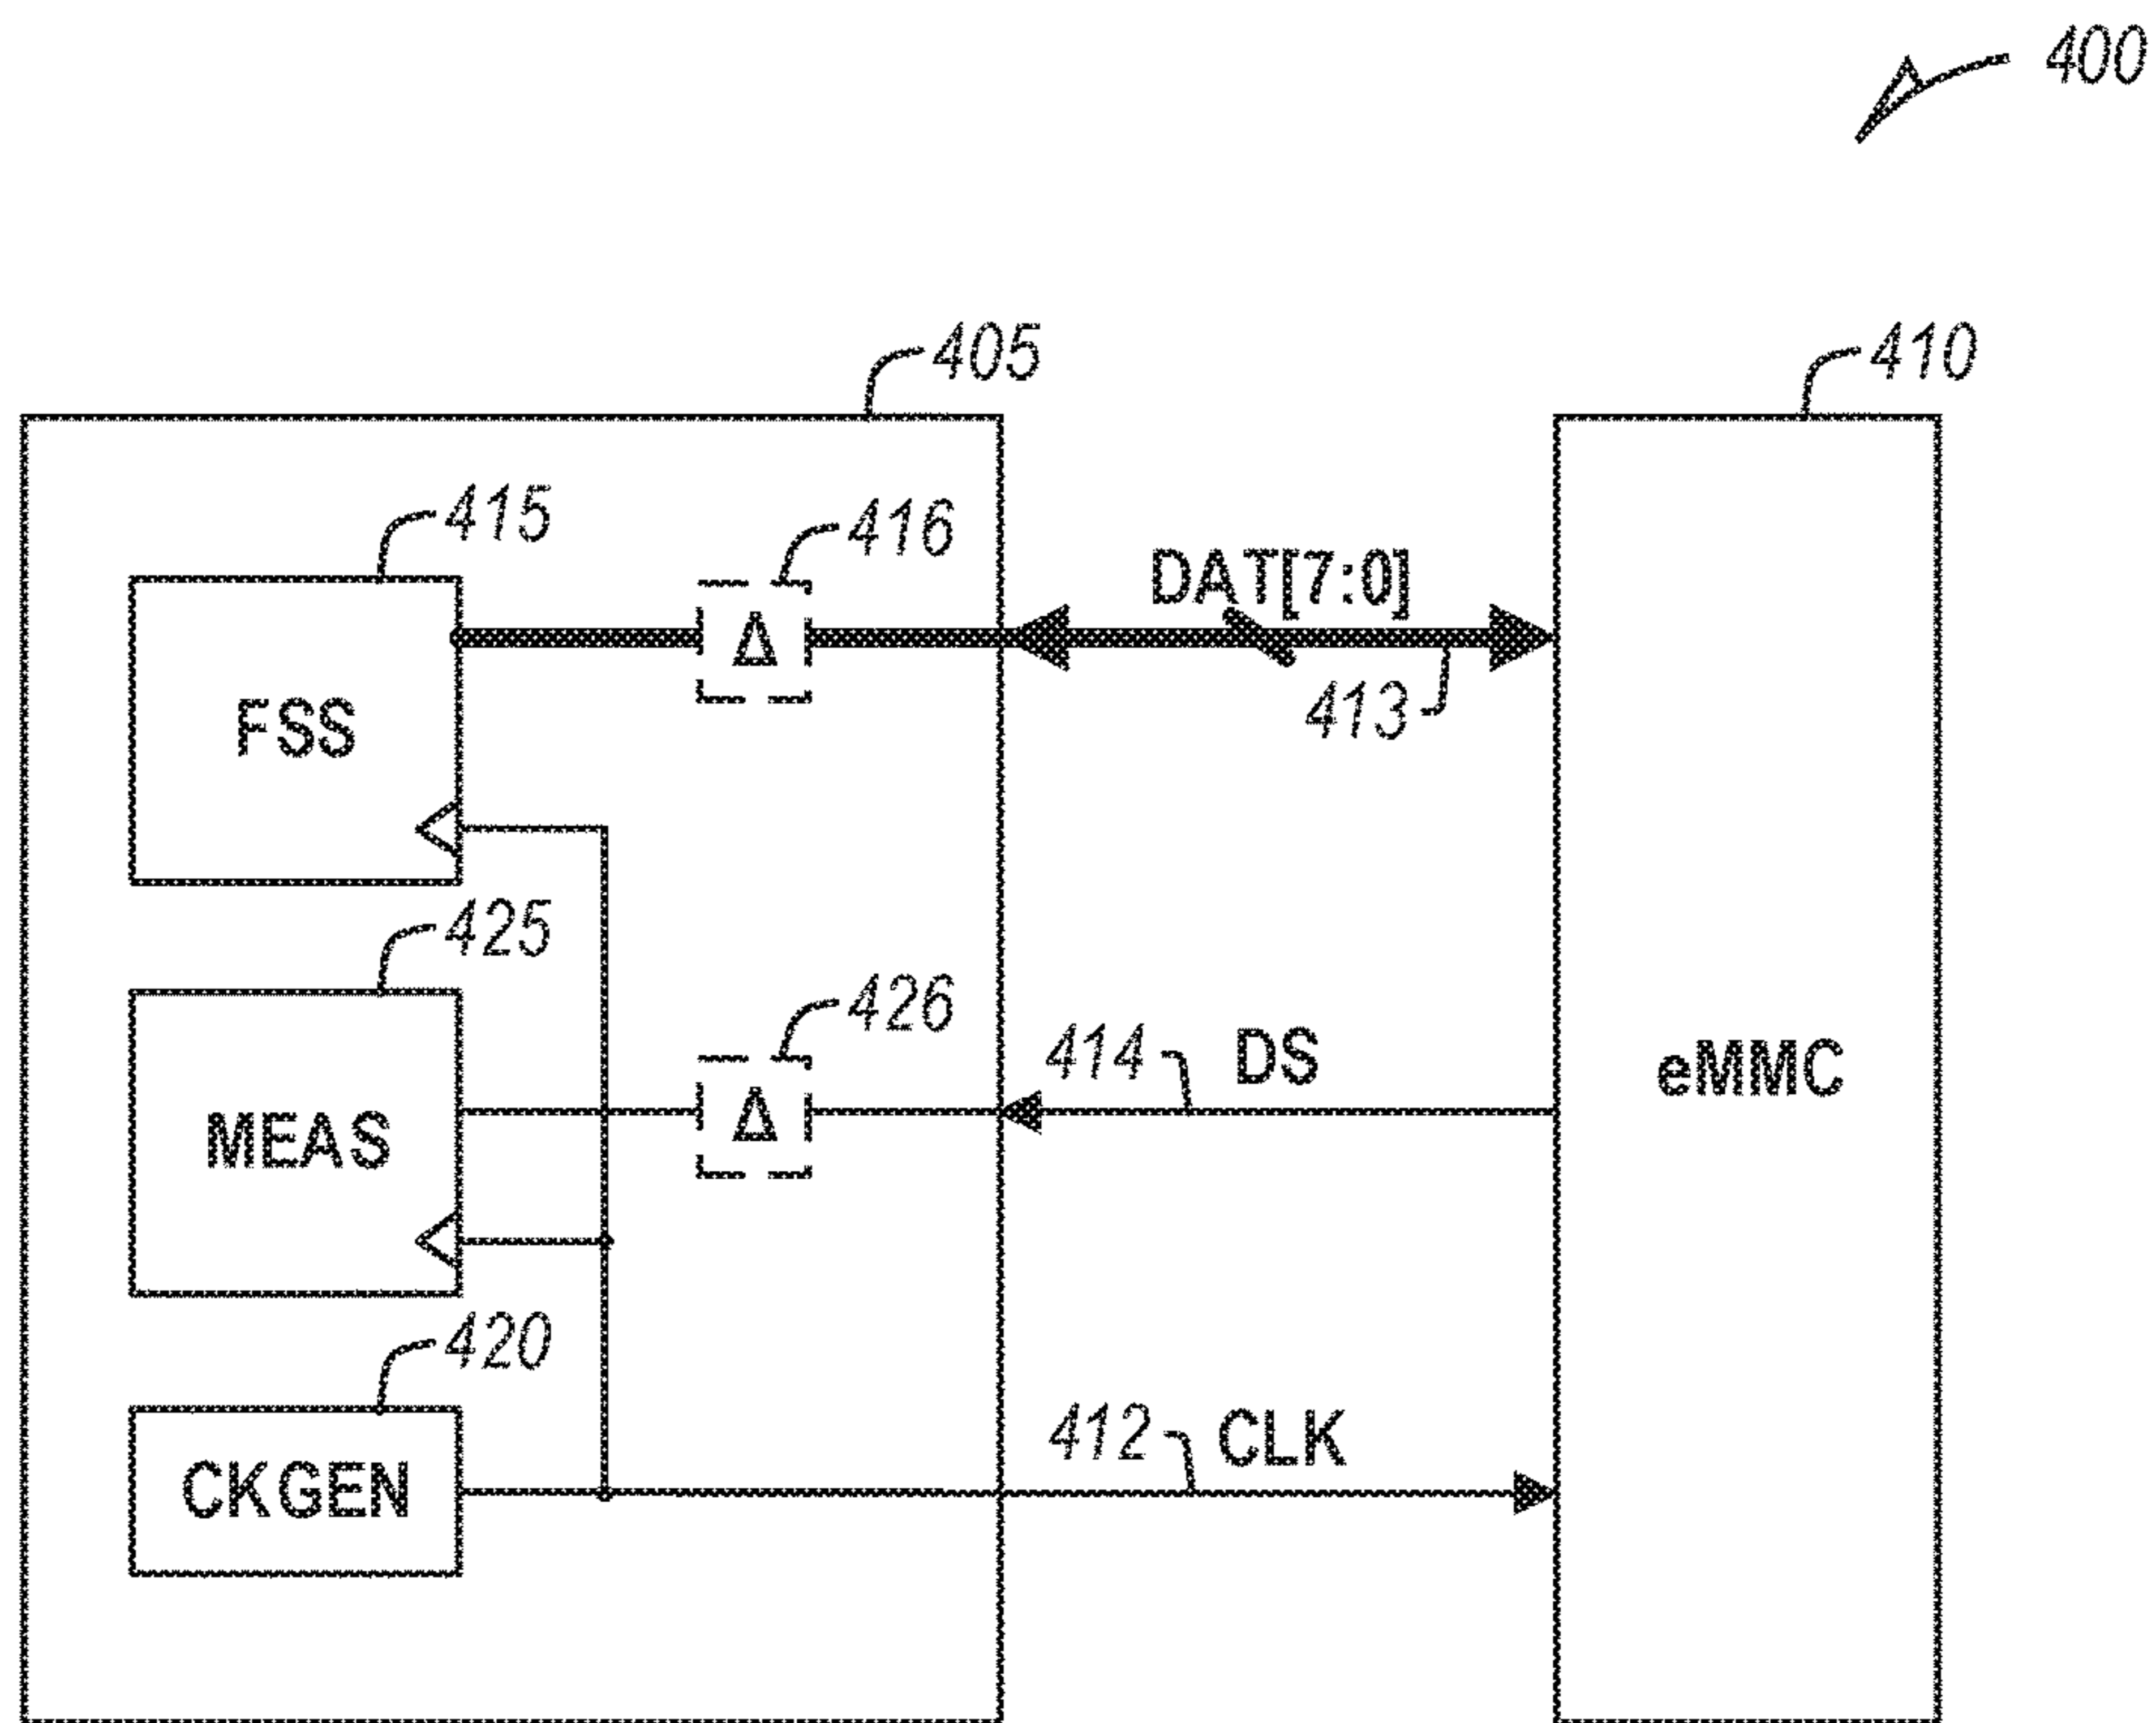 400
405
410
415
416
DAT[7:0]
413
FSS
425
426
414
DS
eMMC
MEAS
Δ
Δ
420
412
CLK
CKGEN